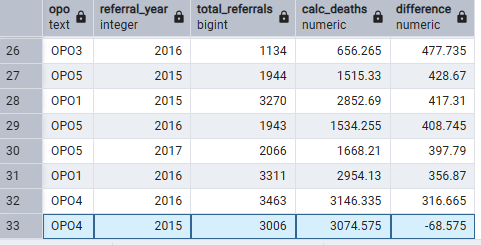 opo referral_year total_referrals calc_deaths difference
text integer bigint numeric numeric
26 OPO3 2016 1134 656.265 477.735
27 OPO5 2015 1944 1515.33 428.67
28 OPO1 2015 3270 2852.69 417.31
29 OPO5 2016 1943 1534.255 408.745
30 OPO5 2017 2066 1668.21 397.79
31 OPO1 2016 3311 2954.13 356.87
32 OPO4 2016 3463 3146.335 316.665
33 OPO4 2015 3006 3074.575 -68.575